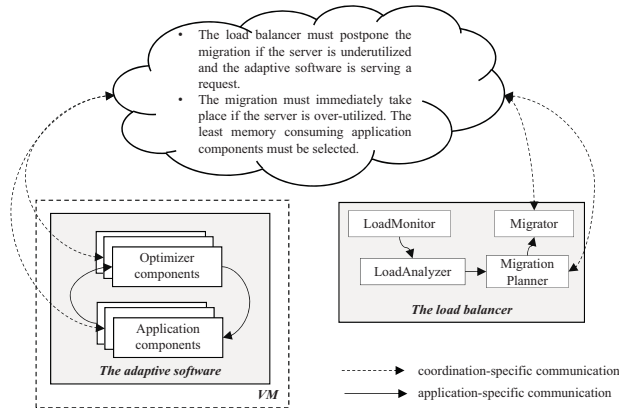 • The load balancer must postpone the
migration if the server is underutilized
and the adaptive software is serving a
request.
• The migration must immediately take
place if the server is over-utilized. The
least memory consuming application
components must be selected.
Optimizer
components
Application
components
The adaptive software
VM
LoadMonitor
Migrator
LoadAnalyzer
Migration
Planner
The load balancer
coordination-specific communication
application-specific communication